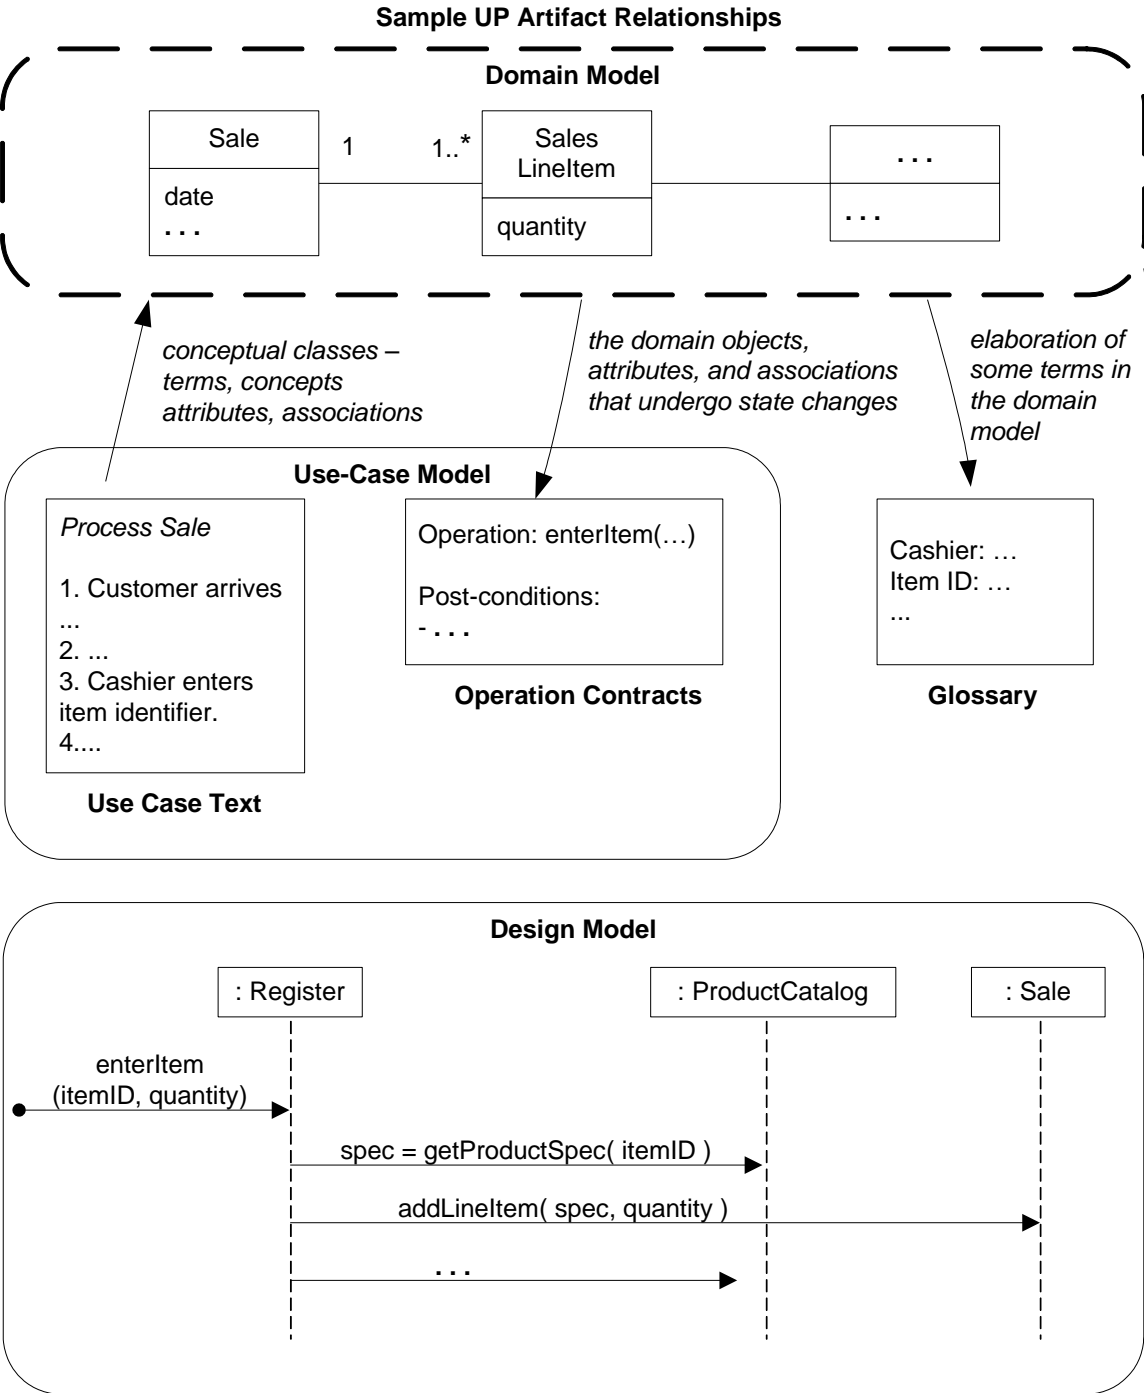 Sample UP Artifact Relationships
Domain Model
Sale
date
. . .
1
1..*
Sales
LineItem
quantity
. . .
. . .
conceptual classes –
terms, concepts
attributes, associations
the domain objects,
attributes, and associations
that undergo state changes
elaboration of
some terms in
the domain
model
Use-Case Model
Process Sale
1. Customer arrives
...
2. ...
3. Cashier enters
item identifier.
4....
Use Case Text
Operation: enterItem(…)
Post-conditions:
- . . .
Operation Contracts
Cashier: …
Item ID: …
...
Glossary
Design Model
: Register
: ProductCatalog
: Sale
enterItem
(itemID, quantity)
spec = getProductSpec( itemID )
addLineItem( spec, quantity )
. . .